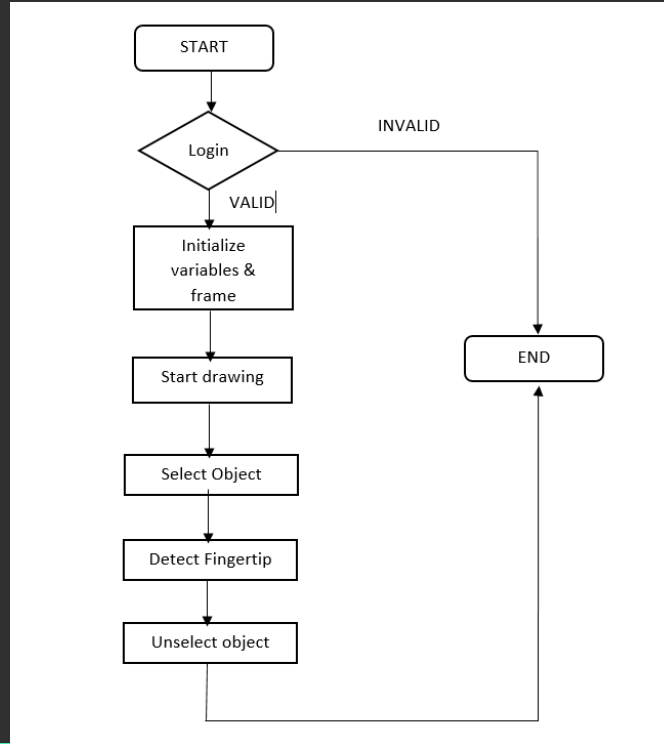 START
INVALID
Login
VALID
Initialize
variables &
frame
END
Start drawing
Select Object
Detect Fingertip
Unselect object